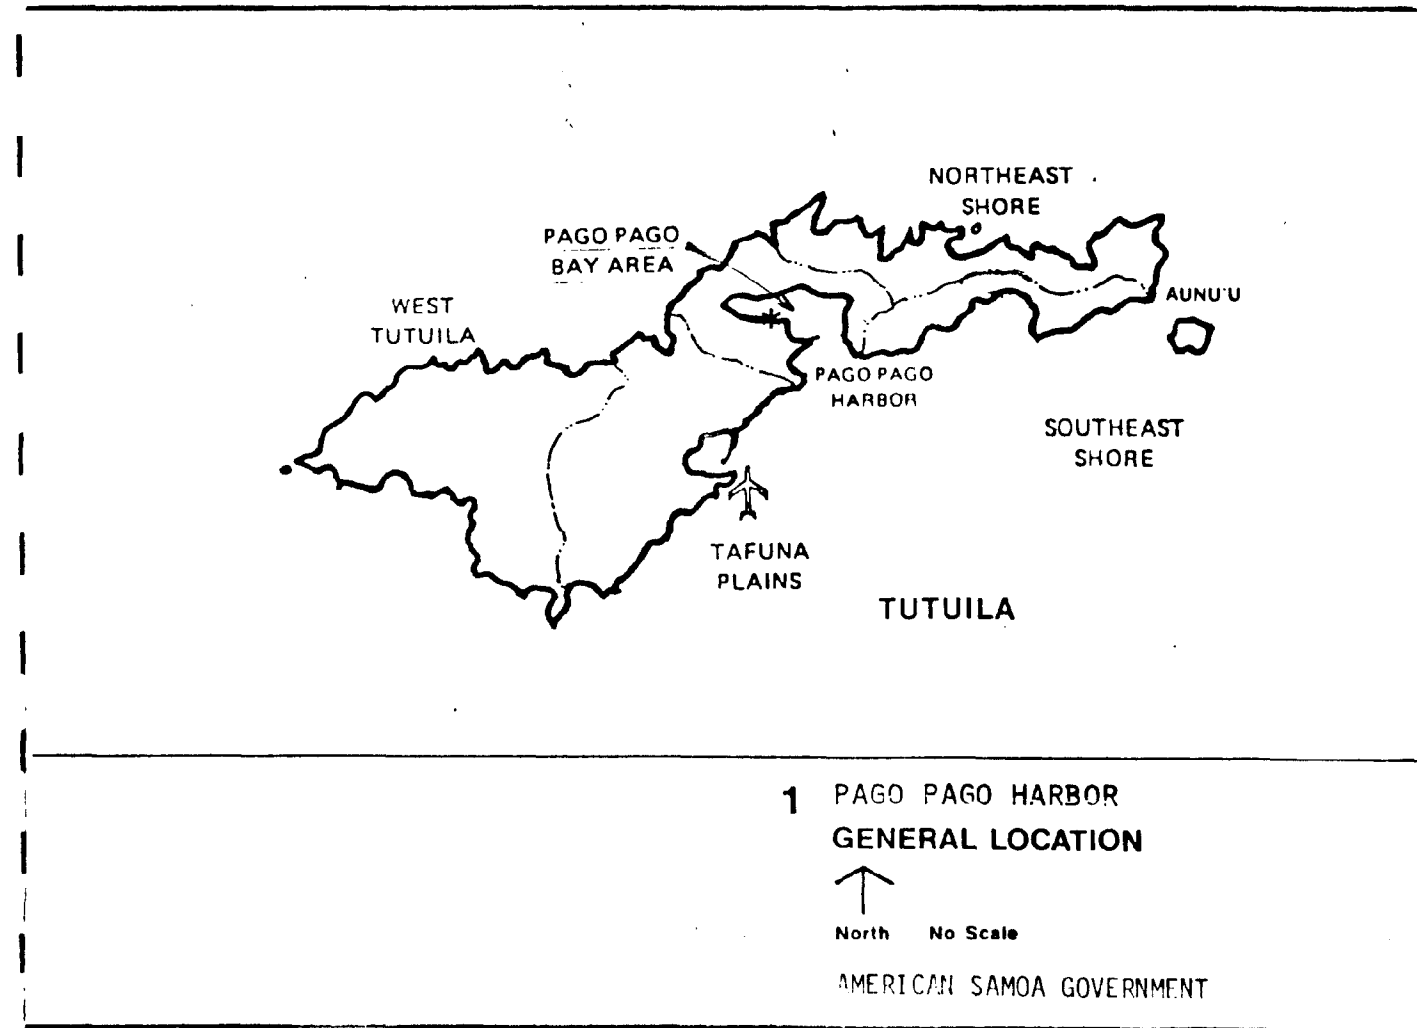 NORTHEAST
SHORE
PAGO PAGO
BAY AREA
WEST
TUTUILA
AUNU'U
PAGO PAGO
HARBOR
SOUTHEAST
SHORE
TAFUNA
PLAINS
TUTUILA
1 PAGO PAGO HARBOR
GENERAL LOCATION
North No Scale
AMERICAN SAMOA GOVERNMENT